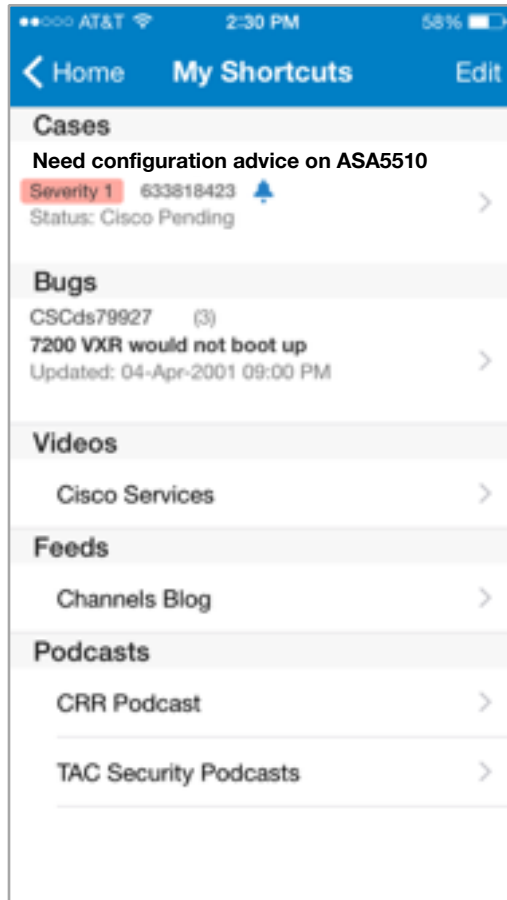 AT&T 2:30 PM 58%
Home My Shortcuts Edit
Cases
Need configuration advice on ASA5510
Severity 1 633818423
Status: Cisco Pending
Bugs
CSCds79927 (3)
7200 VXR would not boot up
Updated: 04-Apr-2001 09:00 PM
Videos
Cisco Services
Feeds
Channels Blog
Podcasts
CRR Podcast
TAC Security Podcasts